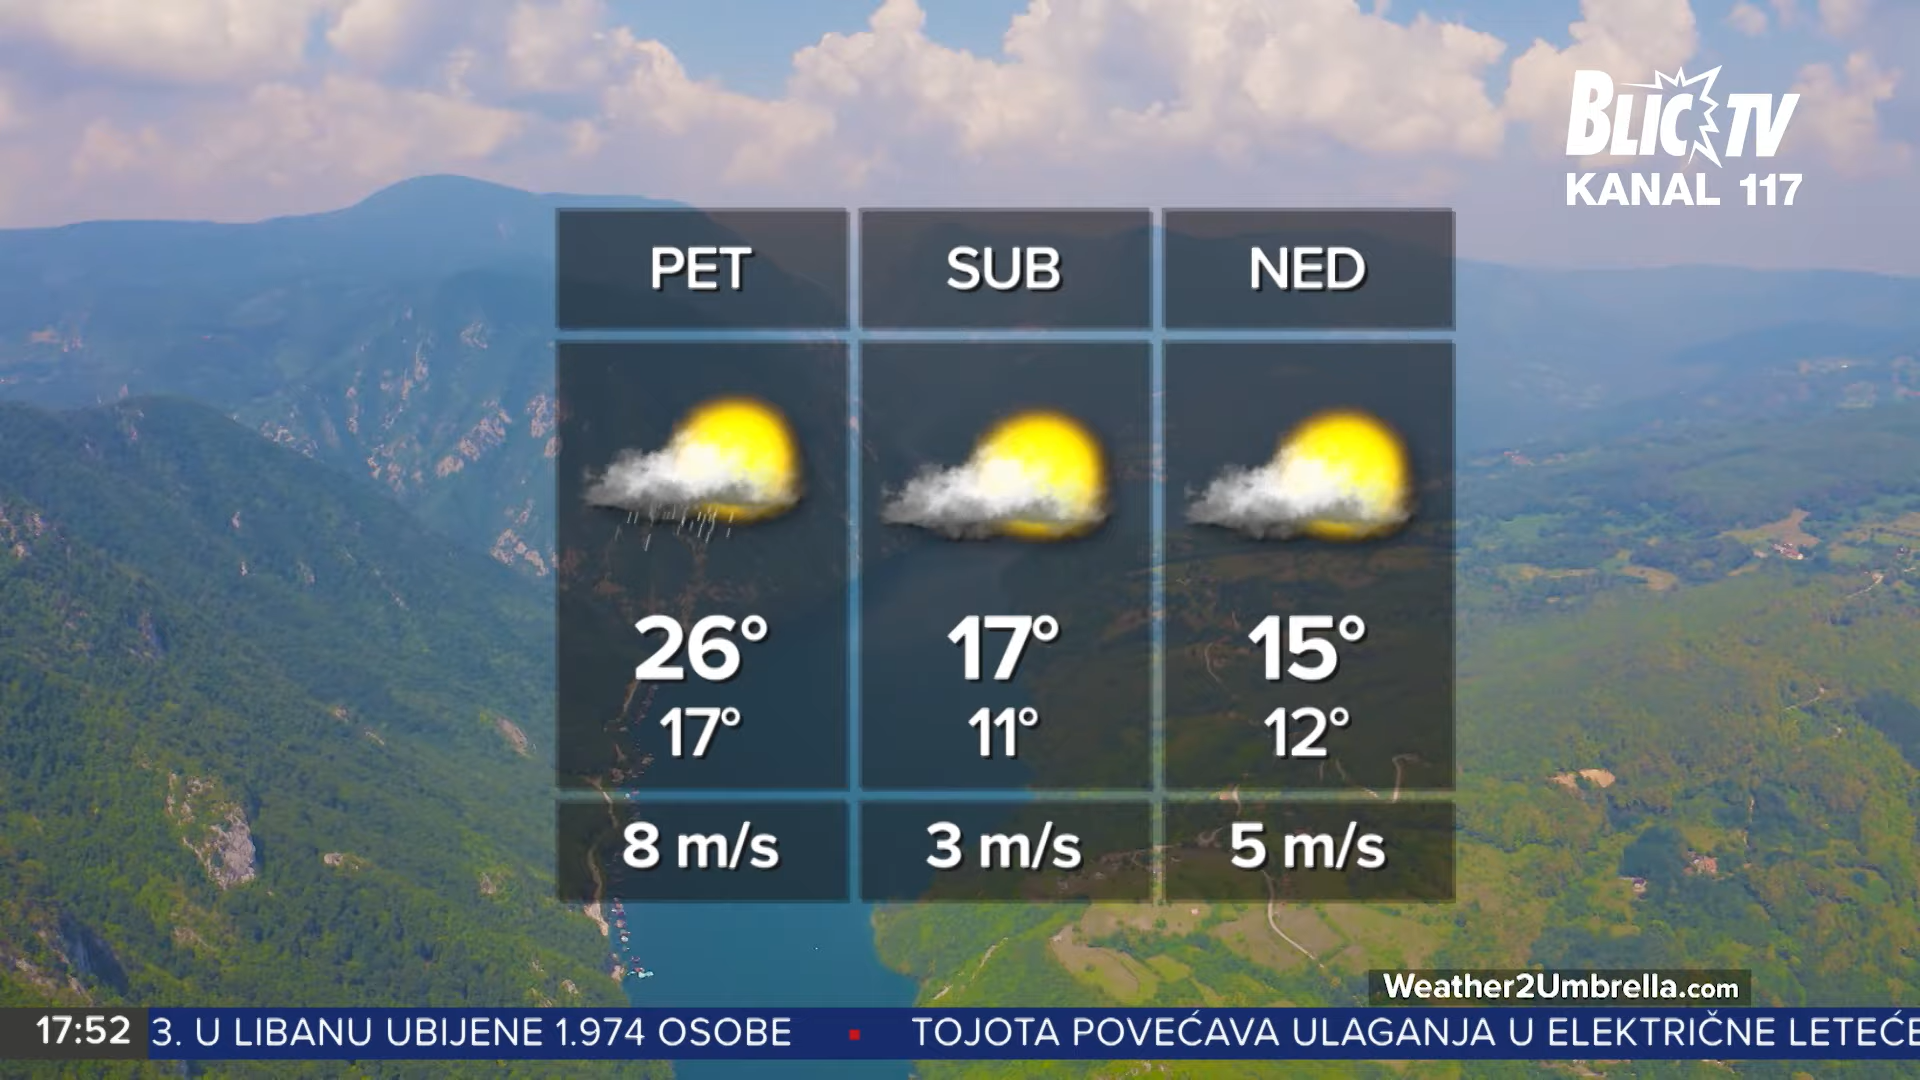 BLIC TV
KANAL 117
PET
SUB
NED
26°
17°
15°
17°
11°
12°
8 m/s
3 m/s
5 m/s
Weather2Umbrella.com
17:52
3. U LIBANU UBIJENE 1.974 OSOBE
TOJOTA POVEĆAVA ULAGANJA U ELEKTRIČNE LETEĆE